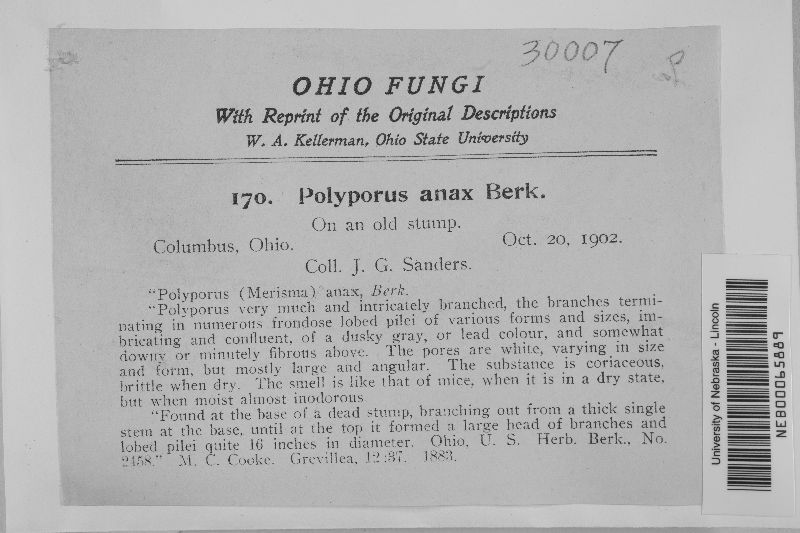 30007
OHIO FUNGI
With Reprint of the Original Descriptions
W. A. Kellerman, Ohio State University
170. Polyporus anax Berk.
On an old stump.
Columbus, Ohio. Oct. 20, 1902.
Coll. J. G. Sanders.
"Polyporus (Merisma) anax, Berk.
"Polyporus very much and intricately branched, the branches termi-
nating in numerous frondose lobed pilei of various forms and sizes, im-
bricating and confluent, of a dusky gray, or lead colour, and somewhat
downy or minutely fibrous above. The pores are white, varying in size
and form, but mostly large and angular. The substance is coriaceous,
brittle when dry. The smell is like that of mice, when it is in a dry state,
but when moist almost inodorous
"Found at the base of a dead stump, branching out from a thick single
stem at the base, until at the top it formed a large head of branches and
lobed pilei quite 16 inches in diameter. Ohio, U. S. Herb. Berk., No.
2458." M. C. Cooke. Grevillea, 12:37. 1883.
University of Nebraska - Lincoln
NEB00065889